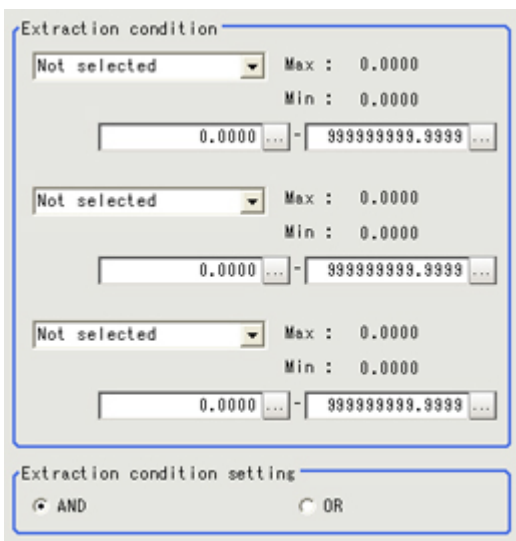 Extraction condition
Not selected Max : 0.0000
Min : 0.0000
0.0000 ... - 999999999.9999 ...
Not selected Max : 0.0000
Min : 0.0000
0.0000 ... - 999999999.9999 ...
Not selected Max : 0.0000
Min : 0.0000
0.0000 ... - 999999999.9999 ...
Extraction condition setting
AND OR